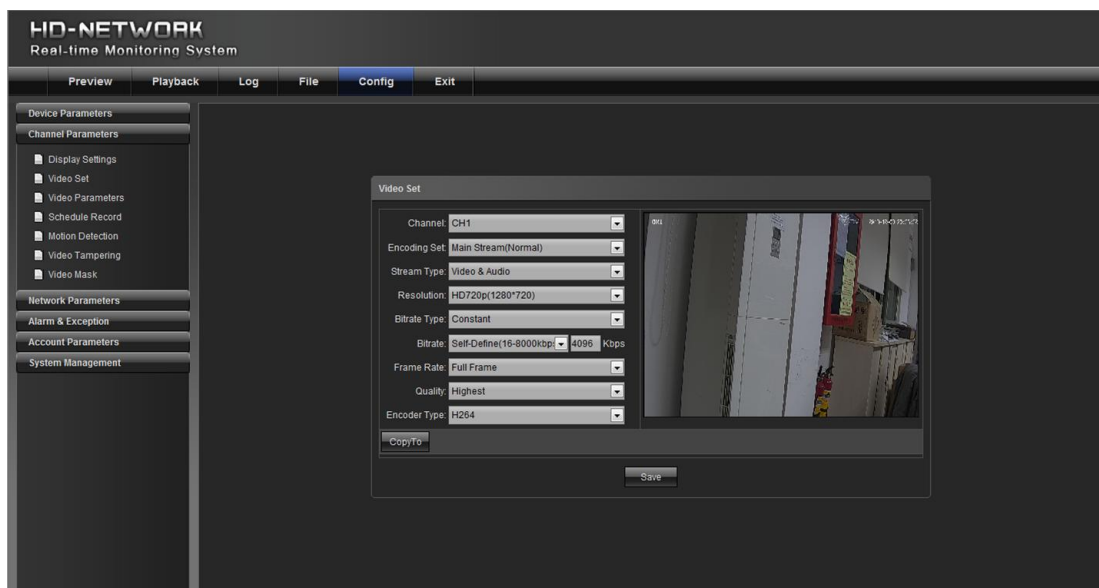 HD-NETWORK
Real-time Monitoring System
Preview Playback Log File Config Exit
Device Parameters
Channel Parameters
Display Settings
Video Set
Video Parameters
Schedule Record
Motion Detection
Video Tampering
Video Mask
Network Parameters
Alarm & Exception
Account Parameters
System Management
Video Set
Channel: CH1
Encoding Set: Main Stream(Normal)
Stream Type: Video & Audio
Resolution: HD720p(1280*720)
Bitrate Type: Constant
Bitrate: Self-Define(16-8000kbp: 4096 Kbps
Frame Rate: Full Frame
Quality: Highest
Encoder Type: H264
CopyTo
Save